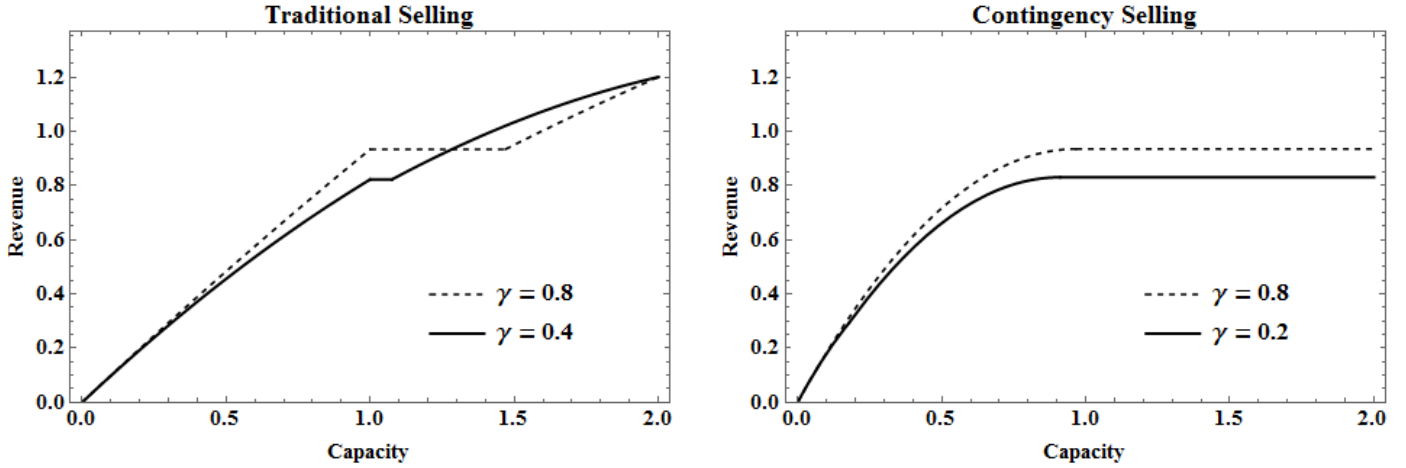 Traditional Selling
Revenue
1.2
1.0
0.8
0.6
0.4
0.2
0.0
γ = 0.8
γ = 0.4
0.0 0.5 1.0 1.5 2.0
Capacity
Contingency Selling
Revenue
1.2
1.0
0.8
0.6
0.4
0.2
0.0
γ = 0.8
γ = 0.2
0.0 0.5 1.0 1.5 2.0
Capacity